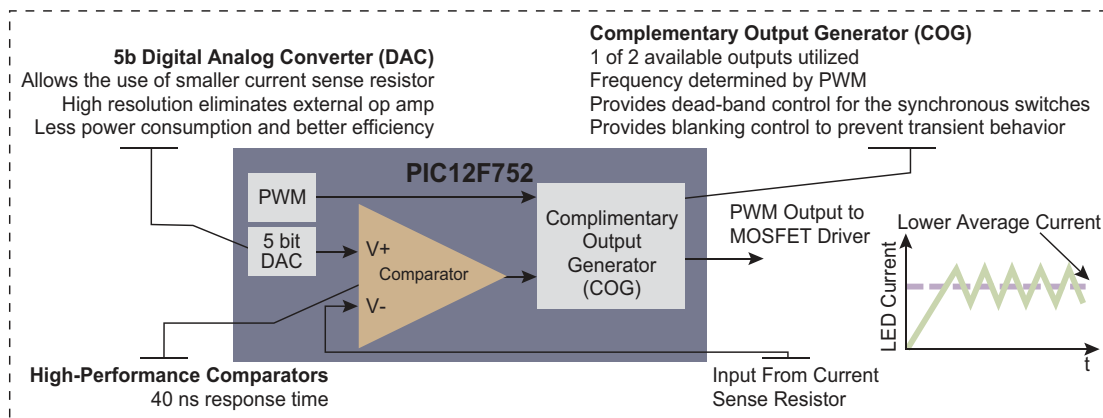 5b Digital Analog Converter (DAC)
Allows the use of smaller current sense resistor
High resolution eliminates external op amp
Less power consumption and better efficiency
Complementary Output Generator (COG)
1 of 2 available outputs utilized
Frequency determined by PWM
Provides dead-band control for the synchronous switches
Provides blanking control to prevent transient behavior
PIC12F752
PWM
5 bit
DAC
V+
Comparator
V-
Complimentary
Output
Generator
(COG)
PWM Output to
MOSFET Driver
Lower Average Current
LED Current
t
High-Performance Comparators
40 ns response time
Input From Current
Sense Resistor